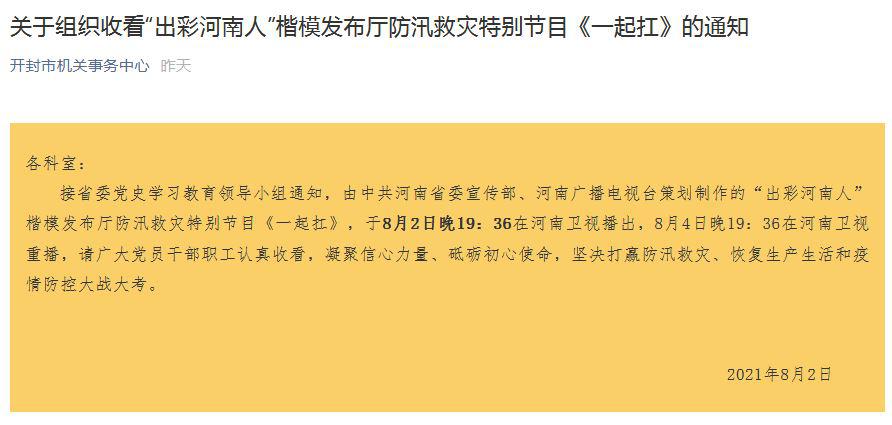 关于组织收看“出彩河南人”楷模发布厅防汛救灾特别节目《一起扛》的通知
开封市机关事务中心 昨天
各科室：
按省委党史学习教育领导小组通知，由中共河南省委宣传部、河南广播电视台策划制作的“出彩河南人”
楷模发布厅防汛救灾特别节目《一起扛》，于8月2日晚19：36在河南卫视播出，8月4日晚19：36在河南卫视
重播，请广大党员干部职工认真收看，凝聚信心力量、砥砺初心使命，坚决打赢防汛救灾、恢复生产生活和疫
情防控大战大考。
2021年8月2日